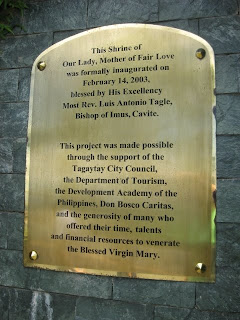 This Shrine of
Our Lady, Mother of Fair Love
was formally inaugurated on
February 14, 2003,
blessed by His Excellency
Most Rev. Luis Antonio Tagle,
Bishop of Imus, Cavite.
This project was made possible
through the support of the
Tagaytay City Council,
the Department of Tourism,
the Development Academy of the
Philippines, Don Bosco Caritas,
and the generosity of many who
offered their time, talents
and financial resources to venerate
the Blessed Virgin Mary.